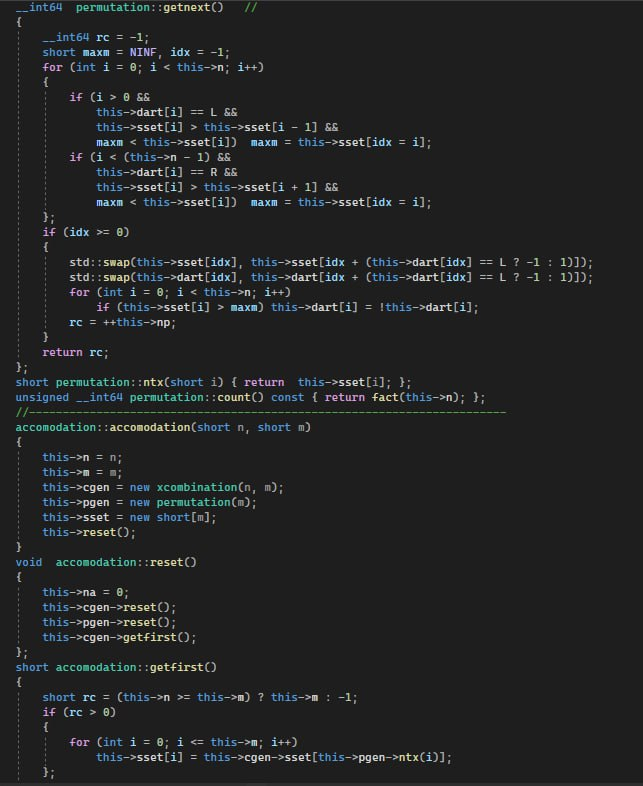 __int64  permutation::getnext()   //
{
    __int64 rc = -1;
    short maxm = NINF, idx = -1;
    for (int i = 0; i < this->n; i++)
    {
        if (i > 0 &&
            this->dart[i] == L &&
            this->sset[i] > this->sset[i - 1] &&
            maxm < this->sset[i])  maxm = this->sset[idx = i];
        if (i < (this->n - 1) &&
            this->dart[i] == R &&
            this->sset[i] > this->sset[i + 1] &&
            maxm < this->sset[i])  maxm = this->sset[idx = i];
    };
    if (idx >= 0)
    {
        std::swap(this->sset[idx], this->sset[idx + (this->dart[idx] == L ? -1 : 1)]);
        std::swap(this->dart[idx], this->dart[idx + (this->dart[idx] == L ? -1 : 1)]);
        for (int i = 0; i < this->n; i++)
            if (this->sset[i] > maxm) this->dart[i] = !this->dart[i];
        rc = ++this->np;
    }
    return rc;
};
short permutation::ntx(short i) { return  this->sset[i]; };
unsigned __int64 permutation::count() const { return fact(this->n); };
//-----------------------------------------------------------------------
accomodation::accomodation(short n, short m)
{
    this->n = n;
    this->m = m;
    this->cgen = new xcombination(n, m);
    this->pgen = new permutation(m);
    this->sset = new short[m];
    this->reset();
}
void  accomodation::reset()
{
    this->na = 0;
    this->cgen->reset();
    this->pgen->reset();
    this->cgen->getfirst();
};
short accomodation::getfirst()
{
    short rc = (this->n >= this->m) ? this->m : -1;
    if (rc > 0)
    {
        for (int i = 0; i <= this->m; i++)
            this->sset[i] = this->cgen->sset[this->pgen->ntx(i)];
    };